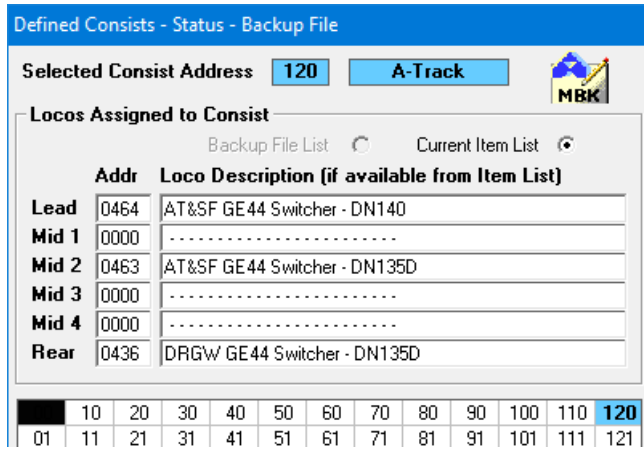 Defined Consists - Status - Backup File
Selected Consist Address 120 A-Track
MBK
Locos Assigned to Consist
Backup File List Current Item List
Addr Loco Description (if available from Item List)
Lead 0464 AT&SF GE44 Switcher - DN140
Mid 1 0000 - - - - - - - - - - - - - - - - - - - - - - - -
Mid 2 0463 AT&SF GE44 Switcher - DN135D
Mid 3 0000 - - - - - - - - - - - - - - - - - - - - - - - -
Mid 4 0000 - - - - - - - - - - - - - - - - - - - - - - - -
Rear 0436 DRGW GE44 Switcher - DN135D
10 20 30 40 50 60 70 80 90 100 110 120
01 11 21 31 41 51 61 71 81 91 101 111 121